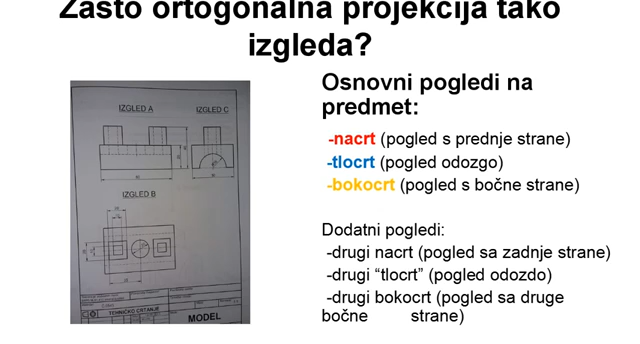 Zašto ortogonalna projekcija tako
izgleda?
IZGLED A
IZGLED C
IZGLED B
TEHNIČKO CRTANJE
MODEL
Osnovni pogledi na
predmet:
-nacrt (pogled s prednje strane)
-tlocrt (pogled odozgo)
-bokocrt (pogled s bočne strane)
Dodatni pogledi:
-drugi nacrt (pogled sa zadnje strane)
-drugi “tlocrt” (pogled odozdo)
-drugi bokocrt (pogled sa druge
bočne strane)